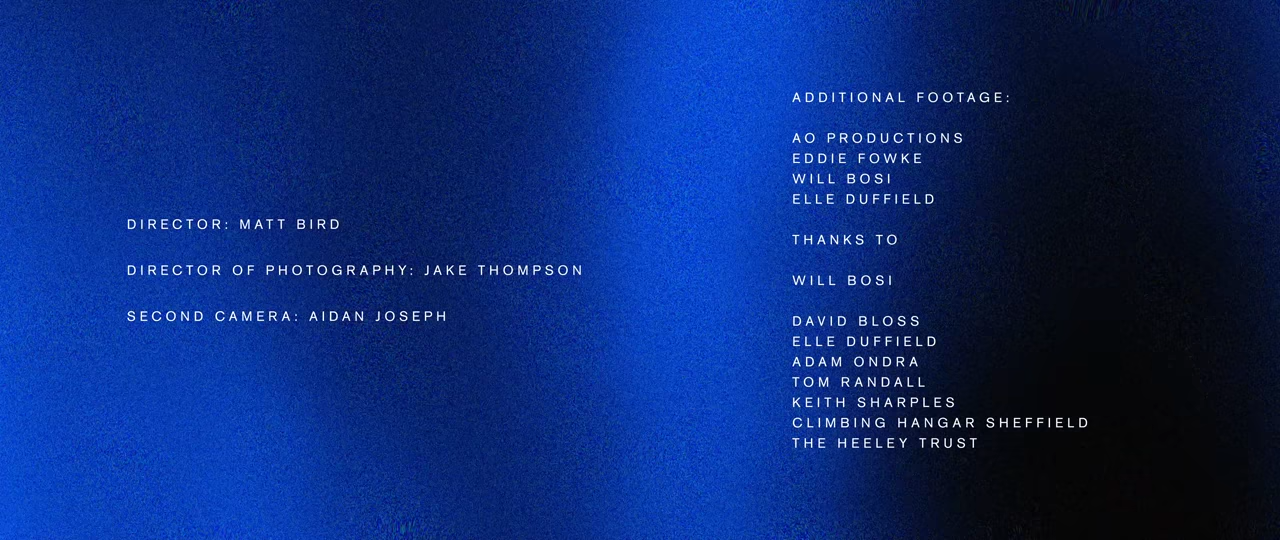 DIRECTOR: MATT BIRD
DIRECTOR OF PHOTOGRAPHY: JAKE THOMPSON
SECOND CAMERA: AIDAN JOSEPH
ADDITIONAL FOOTAGE:
AO PRODUCTIONS
EDDIE FOWKE
WILL BOSI
ELLE DUFFIELD
THANKS TO
WILL BOSI
DAVID BLOSS
ELLE DUFFIELD
ADAM ONDRA
TOM RANDALL
KEITH SHARPLES
CLIMBING HANGAR SHEFFIELD
THE HEELEY TRUST